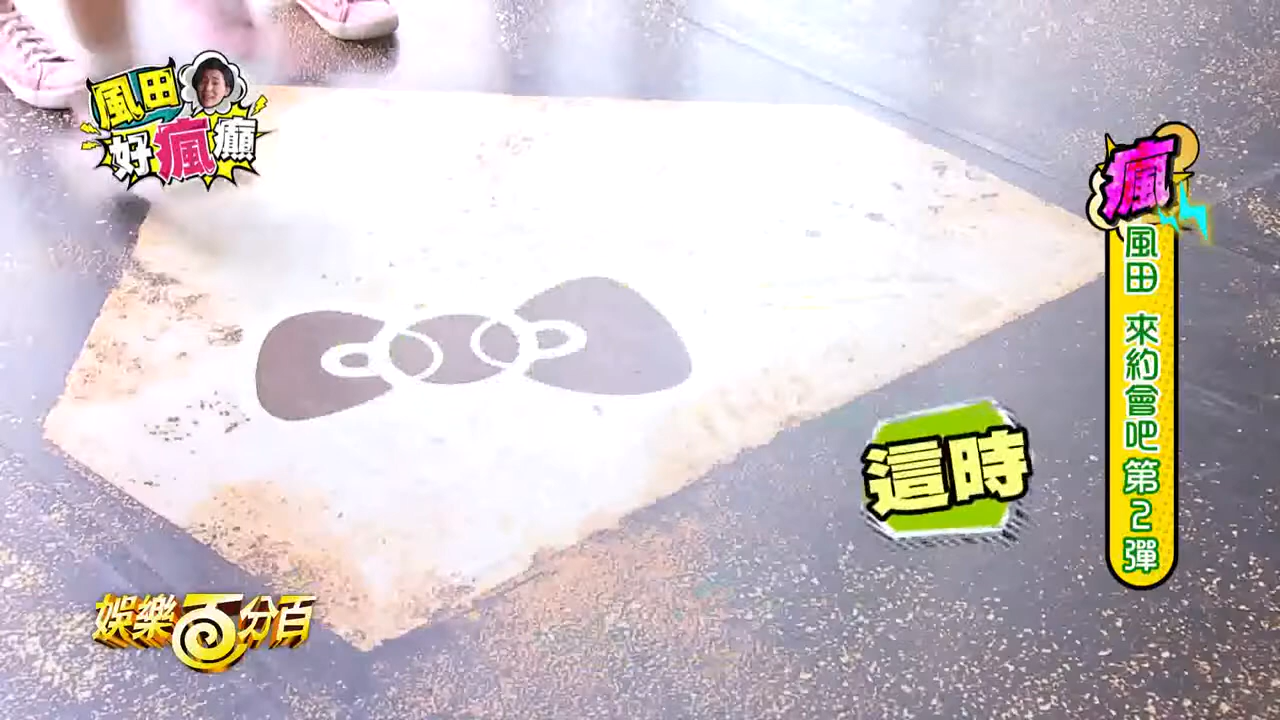 風田
好瘋癲
瘋
風田 來約會吧 第2彈
這時
娛樂百分百